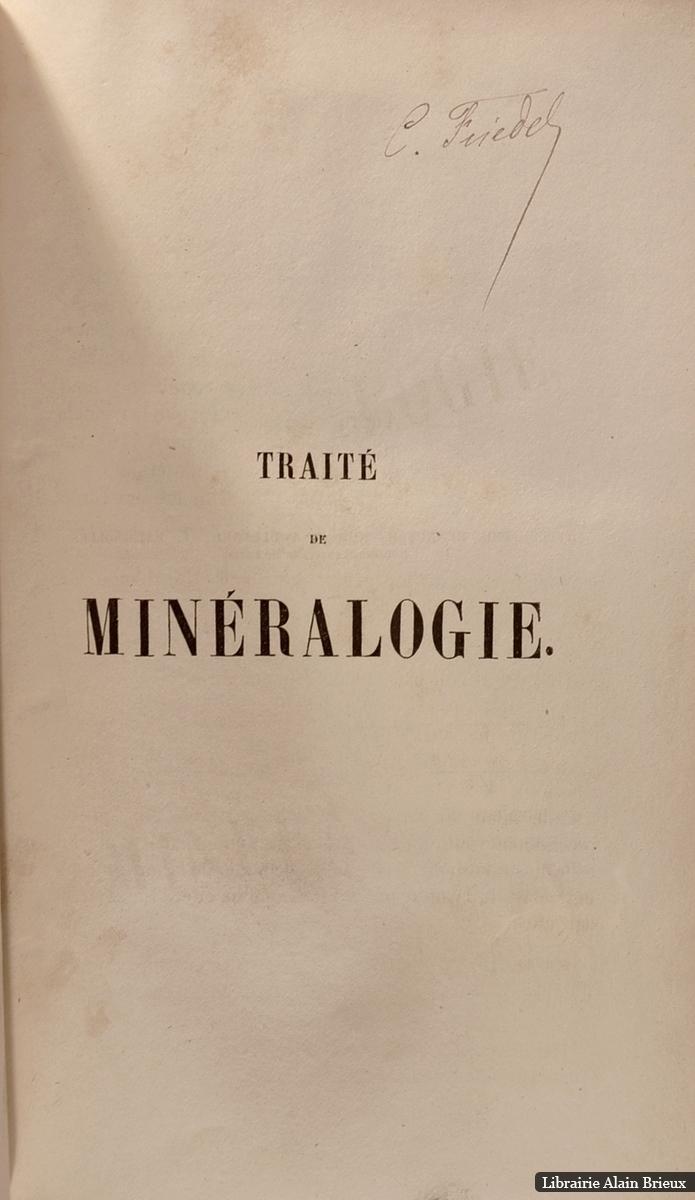 C. Friedel
TRAITÉ
DE
MINÉRALOGIE.
Librairie Alain Brieux